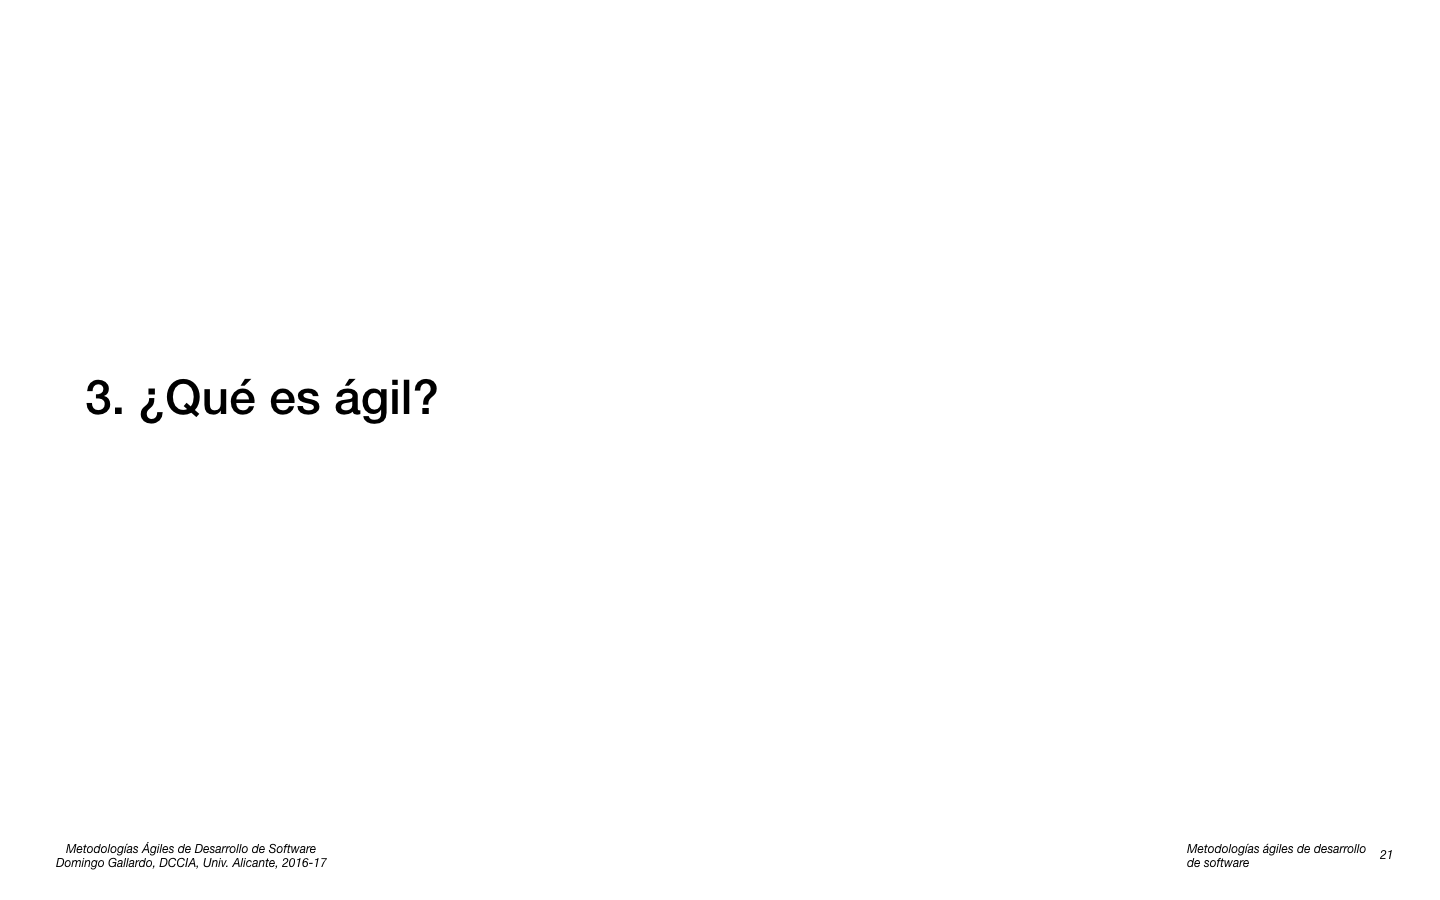 3. ¿Qué es ágil?
Metodologías Ágiles de Desarrollo de Software
Domingo Gallardo, DCCIA, Univ. Alicante, 2016-17
Metodologías ágiles de desarrollo
de software
21